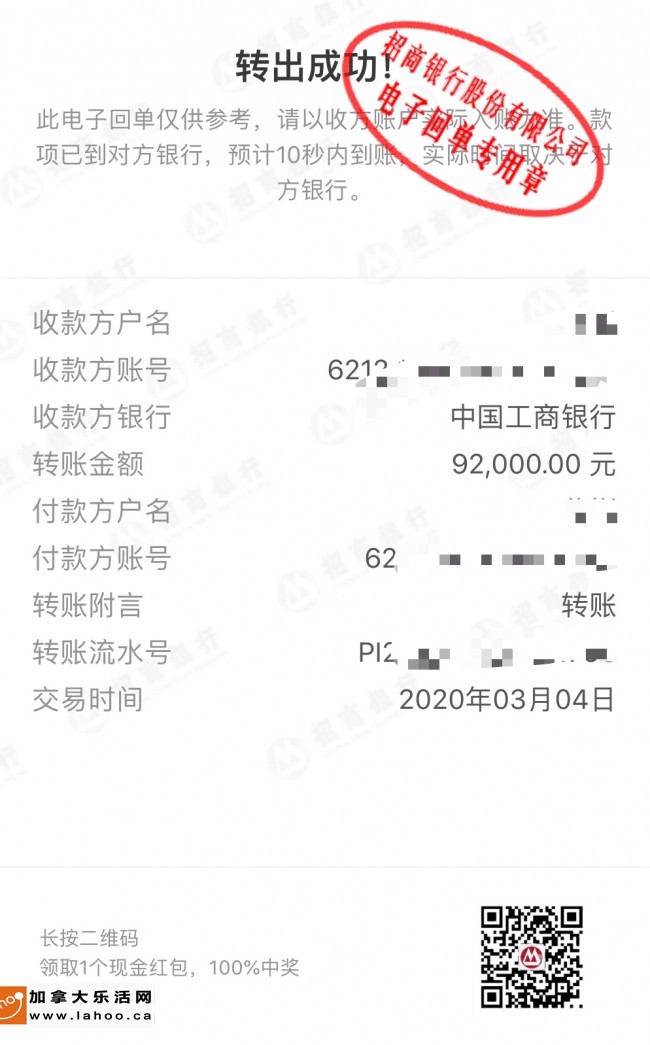 转出成功!
招商银行股份有限公司
电子回单专用章
此电子回单仅供参考，请以收方账户实际入账为准。款
项已到对方银行，预计10秒内到账，实际时间取决于对
方银行。
收款方户名
收款方账号 6212
收款方银行 中国工商银行
转账金额 92,000.00 元
付款方户名
付款方账号 62
转账附言 转账
转账流水号 PI2
交易时间 2020年03月04日
长按二维码
领取1个现金红包，100%中奖
加拿大乐活网
www.lahoo.ca